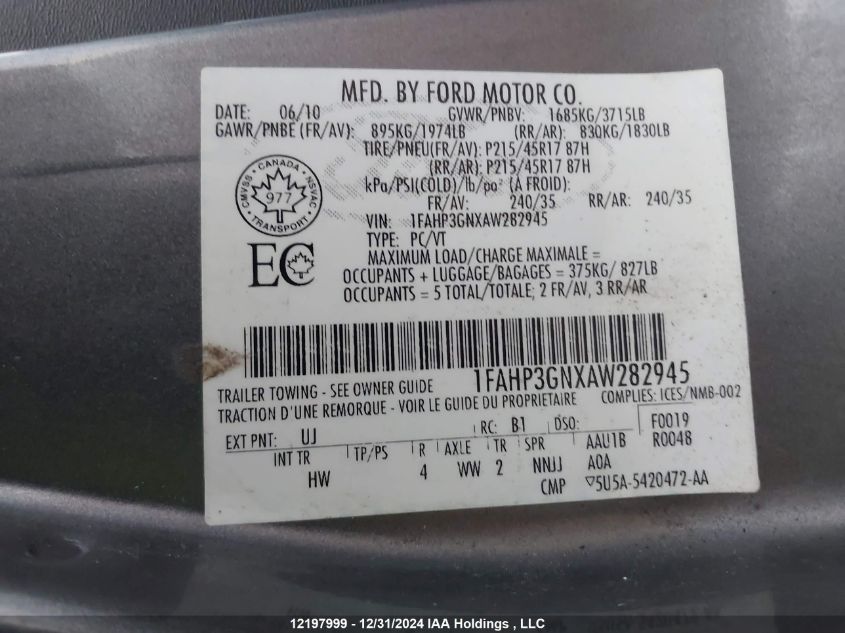 MFD. BY FORD MOTOR CO.
DATE: 06/10 GVWR/PNBV: 1685KG/3715LB
GAWR/PNBE (FR/AV): 895KG/1974LB (RR/AR): 830KG/1830LB
TIRE/PNEU(FR/AV): P215/45R17 87H
(RR/AR): P215/45R17 87H
kPa/PSI(COLD)/lb/po² (A FROID):
FR/AV: 240/35 RR/AR: 240/35
VIN: 1FAHP3GNXAW282945
TYPE: PC/VT
MAXIMUM LOAD/CHARGE MAXIMALE =
OCCUPANTS + LUGGAGE/BAGAGES = 375KG/ 827LB
OCCUPANTS = 5 TOTAL/TOTALE; 2 FR/AV, 3 RR/AR
CANADA
CMVSS NSVAC
977
TRANSPORT
EC
1FAHP3GNXAW282945
TRAILER TOWING - SEE OWNER GUIDE
TRACTION D'UNE REMORQUE - VOIR LE GUIDE DU PROPRIETAIRE
COMPLIES: ICES/NMB-002
EXT PNT: UJ RC: B1 DSO: F0019
INT TR TP/PS R AXLE TR SPR AAU1B R0048
HW 4 WW 2 NNJJ A0A
CMP ▽5U5A-5420472-AA
12197999 - 12/31/2024 IAA Holdings , LLC